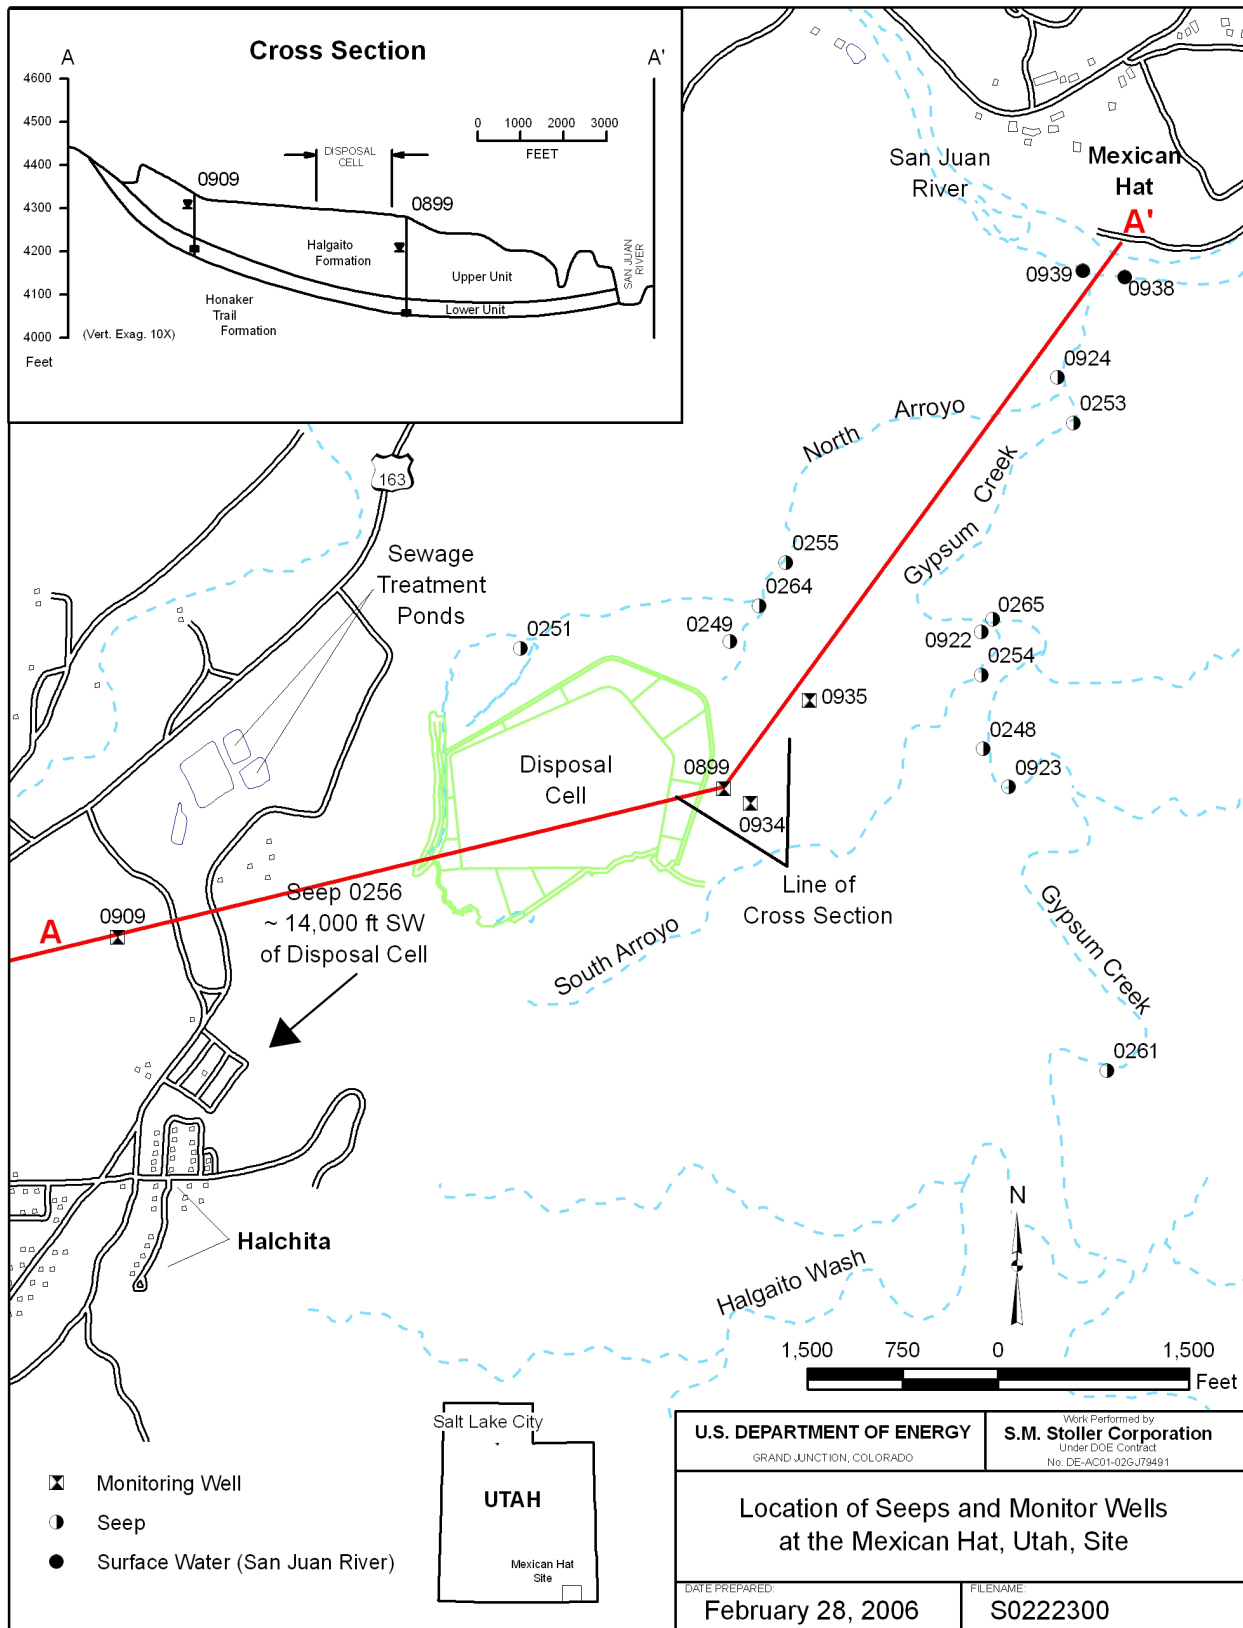 Cross Section
A
A'
4600
4500
4400
4300
4200
4100
4000
Feet
0 1000 2000 3000
FEET
DISPOSAL
CELL
0909
0899
Halgaito
Formation
Upper Unit
Lower Unit
SAN JUAN
RIVER
Honaker
Trail
Formation
(Vert. Exag. 10X)
San Juan
River
Mexican
Hat
A'
0939
0938
0924
0253
North Arroyo
Gypsum Creek
163
Sewage
Treatment
Ponds
0255
0264
0249
0251
0265
0922
0254
0935
0248
0923
0899
0934
Disposal
Cell
Line of
Cross Section
A
0909
Seep 0256
~ 14,000 ft SW
of Disposal Cell
South Arroyo
Gypsum Creek
0261
Halchita
Halgaito Wash
N
1,500 750 0 1,500
Feet
Salt Lake City
*
UTAH
Mexican Hat
Site
Monitoring Well
Seep
Surface Water (San Juan River)
U.S. DEPARTMENT OF ENERGY
GRAND JUNCTION, COLORADO
Work Performed by
S.M. Stoller Corporation
Under DOE Contract
No. DE-AC01-02GJ79491
Location of Seeps and Monitor Wells
at the Mexican Hat, Utah, Site
DATE PREPARED:
February 28, 2006
FILENAME:
S0222300